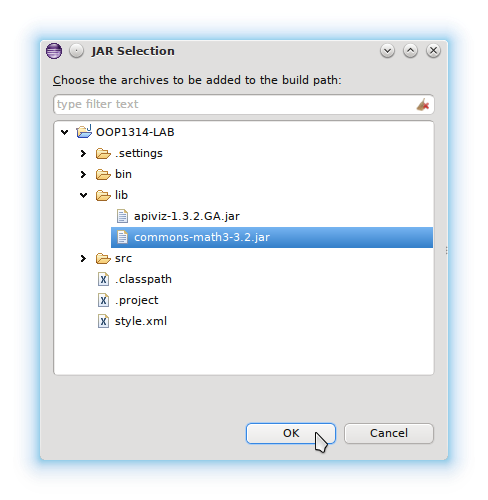 JAR Selection
Choose the archives to be added to the build path:
type filter text
OOP1314-LAB
.settings
bin
lib
apiviz-1.3.2.GA.jar
commons-math3-3.2.jar
src
.classpath
.project
style.xml
OK Cancel